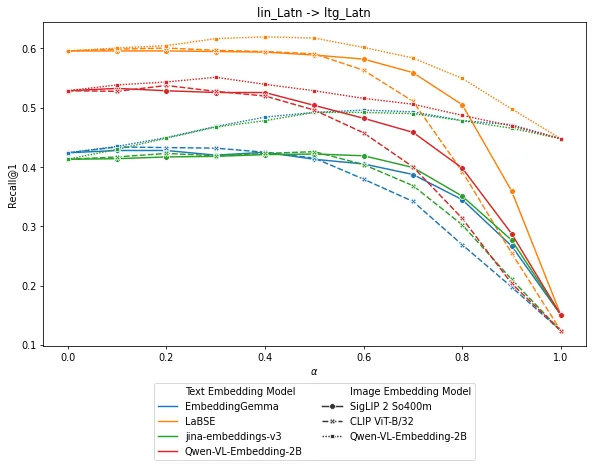 lin_Latn -> ltg_Latn
0.6
0.5
0.4
0.3
0.2
0.1
Recall@1
0.0 0.2 0.4 0.6 0.8 1.0
α
Text Embedding Model Image Embedding Model
EmbeddingGemma SigLIP 2 So400m
LaBSE CLIP ViT-B/32
jina-embeddings-v3 Qwen-VL-Embedding-2B
Qwen-VL-Embedding-2B